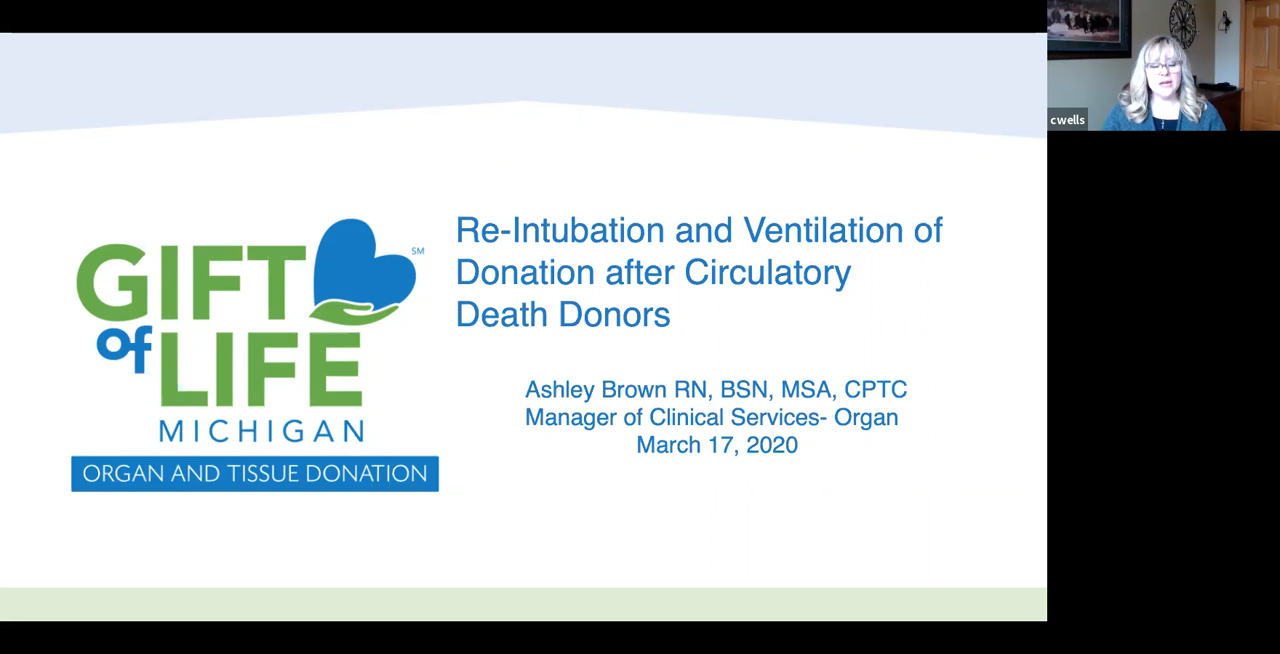 Re-Intubation and Ventilation of
Donation after Circulatory
Death Donors
GIFT
of LIFE
MICHIGAN
ORGAN AND TISSUE DONATION
SM
Ashley Brown RN, BSN, MSA, CPTC
Manager of Clinical Services- Organ
March 17, 2020
cwells